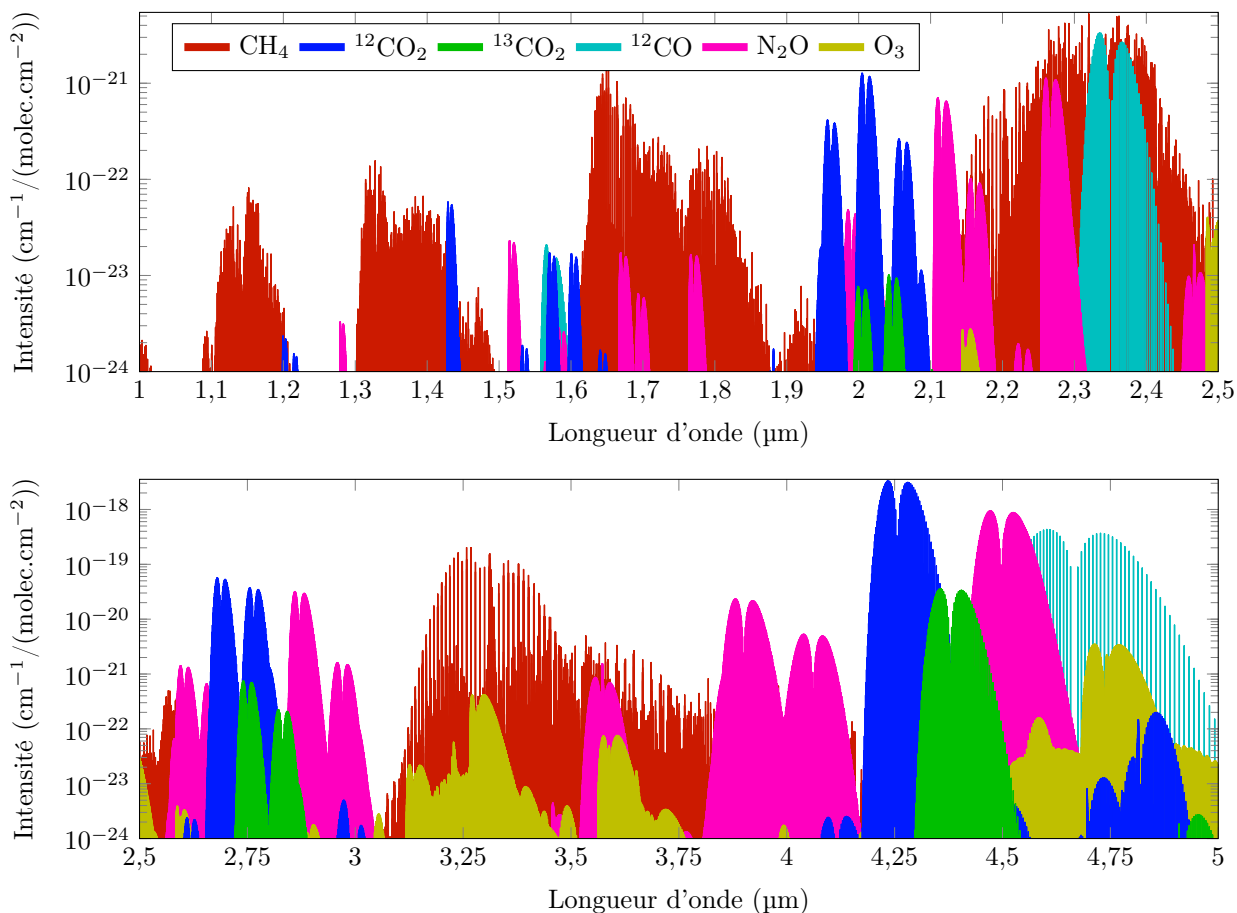 CH₄ ¹²CO₂ ¹³CO₂ ¹²CO N₂O O₃
Intensité (cm⁻¹/(molec.cm⁻²))
10⁻²¹
10⁻²²
10⁻²³
10⁻²⁴
1 1,1 1,2 1,3 1,4 1,5 1,6 1,7 1,8 1,9 2 2,1 2,2 2,3 2,4 2,5
Longueur d'onde (µm)
Intensité (cm⁻¹/(molec.cm⁻²))
10⁻¹⁸
10⁻¹⁹
10⁻²⁰
10⁻²¹
10⁻²²
10⁻²³
10⁻²⁴
2,5 2,75 3 3,25 3,5 3,75 4 4,25 4,5 4,75 5
Longueur d'onde (µm)